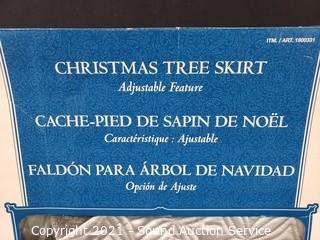 ITM. / ART. 1900331
CHRISTMAS TREE SKIRT
Adjustable Feature
CACHE-PIED DE SAPIN DE NOËL
Caractéristique : Ajustable
FALDÓN PARA ÁRBOL DE NAVIDAD
Opción de Ajuste
Copyright 2021 - Sound Auction Service